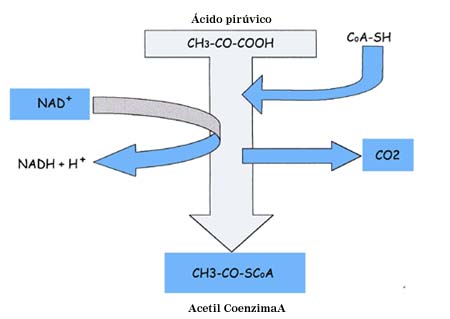 Ácido pirúvico
CH3-CO-COOH
CoA-SH
NAD+
NADH + H+
CO2
CH3-CO-SCoA
Acetil CoenzimaA